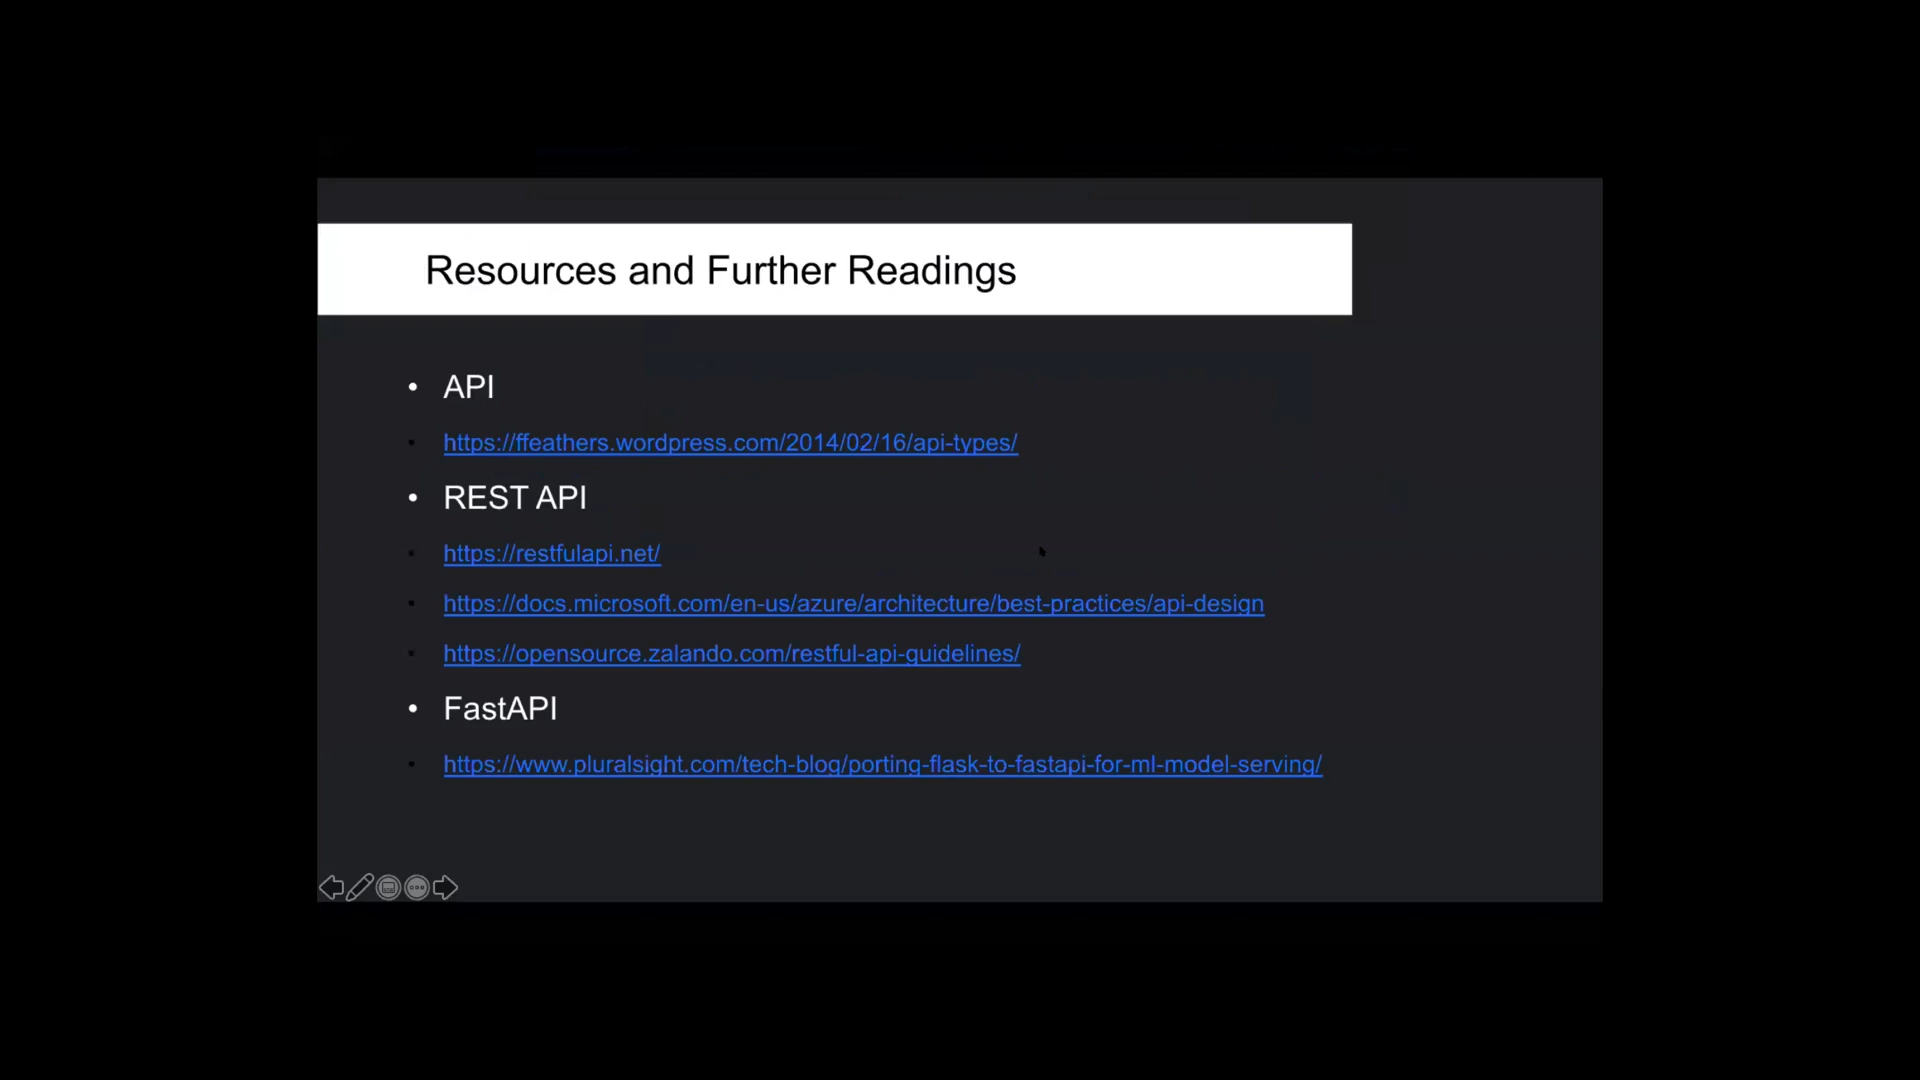 Resources and Further Readings
• API
https://ffeathers.wordpress.com/2014/02/16/api-types/
• REST API
https://restfulapi.net/
https://docs.microsoft.com/en-us/azure/architecture/best-practices/api-design
https://opensource.zalando.com/restful-api-guidelines/
• FastAPI
https://www.pluralsight.com/tech-blog/porting-flask-to-fastapi-for-ml-model-serving/